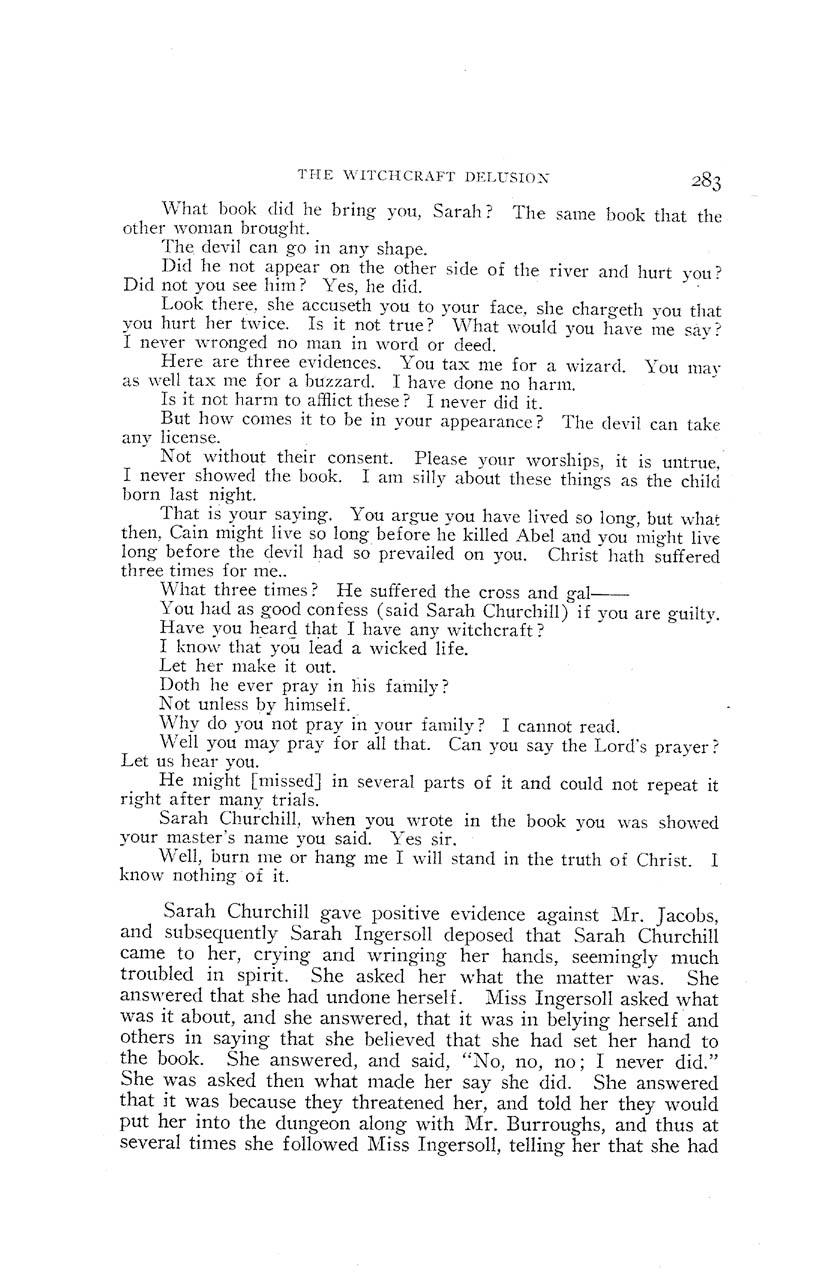 THE WITCHCRAFT DELUSION 283
What book did he bring you, Sarah? The same book that the
other woman brought.
The devil can go in any shape.
Did he not appear on the other side of the river and hurt you?
Did not you see him? Yes, he did.
Look there, she accuseth you to your face, she chargeth you that
you hurt her twice. Is it not true? What would you have me say?
I never wronged no man in word or deed.
Here are three evidences. You tax me for a wizard. You may
as well tax me for a buzzard. I have done no harm.
Is it not harm to afflict these? I never did it.
But how comes it to be in your appearance? The devil can take
any license.
Not without their consent. Please your worships, it is untrue,
I never showed the book. I am silly about these things as the child
born last night.
That is your saying. You argue you have lived so long, but what
then, Cain might live so long before he killed Abel and you might live
long before the devil had so prevailed on you. Christ hath suffered
three times for me..
What three times? He suffered the cross and gal——
You had as good confess (said Sarah Churchill) if you are guilty.
Have you heard that I have any witchcraft?
I know that you lead a wicked life.
Let her make it out.
Doth he ever pray in his family?
Not unless by himself.
Why do you not pray in your family? I cannot read.
Well you may pray for all that. Can you say the Lord's prayer?
Let us hear you.
He might [missed] in several parts of it and could not repeat it
right after many trials.
Sarah Churchill, when you wrote in the book you was showed
your master's name you said. Yes sir.
Well, burn me or hang me I will stand in the truth of Christ. I
know nothing of it.
Sarah Churchill gave positive evidence against Mr. Jacobs,
and subsequently Sarah Ingersoll deposed that Sarah Churchill
came to her, crying and wringing her hands, seemingly much
troubled in spirit. She asked her what the matter was. She
answered that she had undone herself. Miss Ingersoll asked what
was it about, and she answered, that it was in belying herself and
others in saying that she believed that she had set her hand to
the book. She answered, and said, "No, no, no; I never did."
She was asked then what made her say she did. She answered
that it was because they threatened her, and told her they would
put her into the dungeon along with Mr. Burroughs, and thus at
several times she followed Miss Ingersoll, telling her that she had